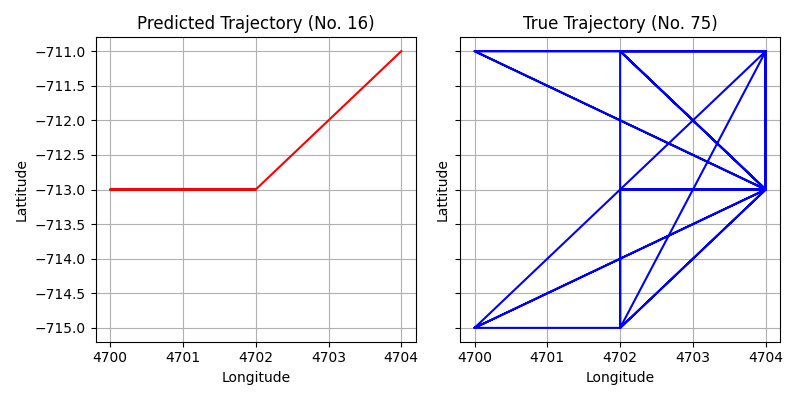 Predicted Trajectory (No. 16)
True Trajectory (No. 75)
−711.0
−711.5
−712.0
−712.5
−713.0
−713.5
−714.0
−714.5
−715.0
Lattitude
Lattitude
4700 4701 4702 4703 4704
4700 4701 4702 4703 4704
Longitude
Longitude